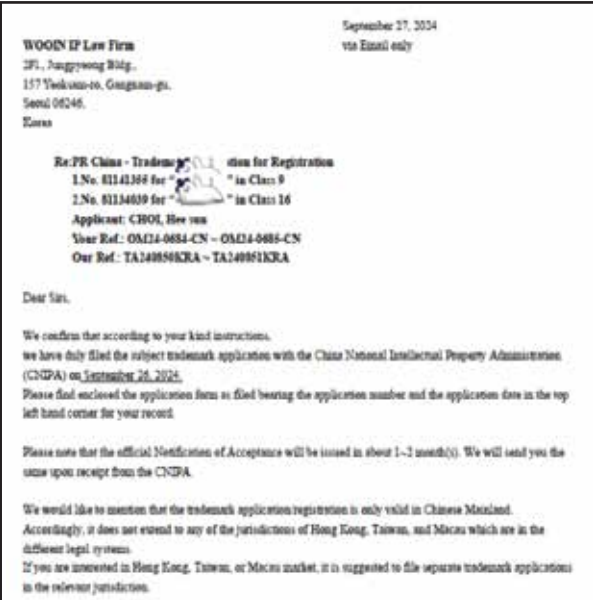 September 27, 2024
WOOIN IP Law Firm
via Email only
2Fl., Jungpyeong Bldg.,
157 Yeoksam-ro, Gangnam-gu,
Seoul 06246,
Korea
Re:PR China - Tradem tion for Registration
1.No. 81141355 for " " in Class 9
2.No. 81134039 for " " in Class 16
Applicant: CHOI, Hee sun
Your Ref.: OM24-0684-CN ~ OM24-0685-CN
Our Ref.: TA240850KRA ~ TA240851KRA
Dear Sirs,
We confirm that according to your kind instructions,
we have duly filed the subject trademark application with the China National Intellectual Property Administration
(CNIPA) on September 26, 2024.
Please find enclosed the application form as filed bearing the application number and the application date in the top
left hand corner for your record.
Please note that the official Notification of Acceptance will be issued in about 1~2 month(s). We will send you the
same upon receipt from the CNIPA.
We would like to mention that the trademark application registration is only valid in Chinese Mainland.
Accordingly, it does not extend to any of the jurisdictions of Hong Kong, Taiwan, and Macau which are in the
different legal systems.
If you are interested in Hong Kong, Taiwan, or Macau market, it is suggested to file separate trademark applications
in the relevant jurisdiction.